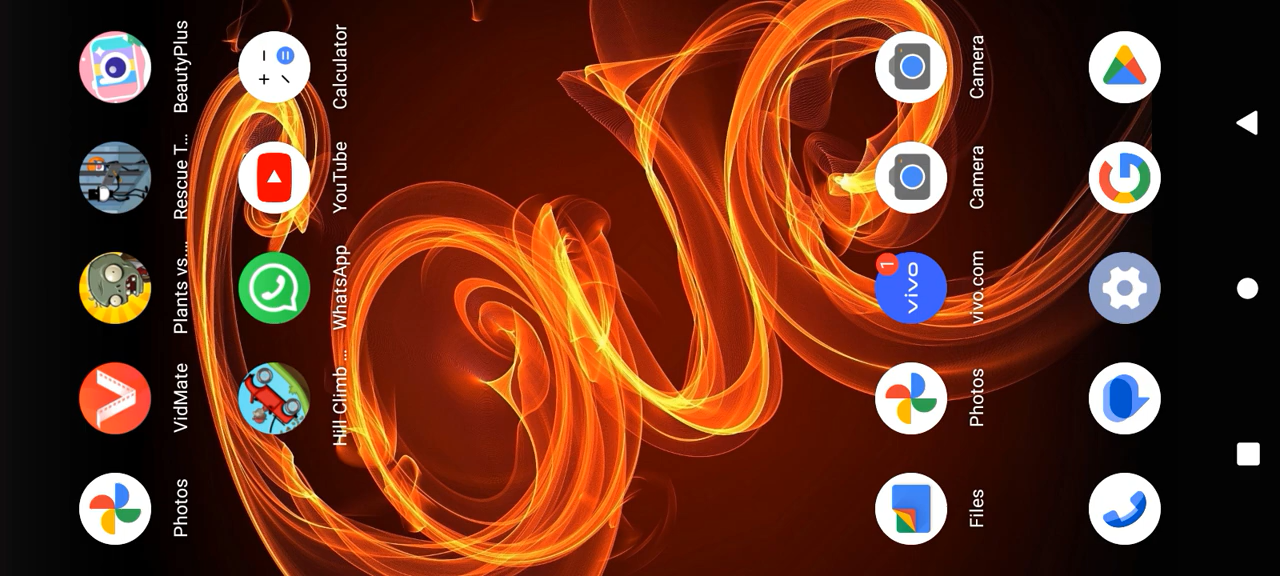 Photos VidMate Plants vs.... Rescue T... BeautyPlus
Hill Climb ... WhatsApp YouTube Calculator
love
1
vivo
Files Photos vivo.com Camera Camera